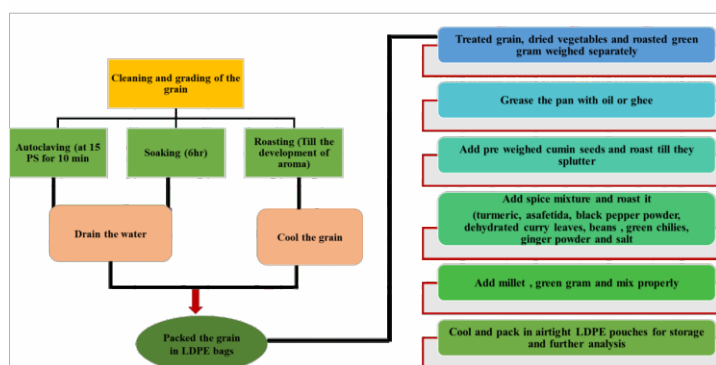 Cleaning and grading of the
grain
Autoclaving (at 15
PS for 10 min
Soaking (6hr)
Roasting (Till the
development of
aroma)
Drain the water
Cool the grain
Packed the grain
in LDPE bags
Treated grain, dried vegetables and roasted green
gram weighed separately
Grease the pan with oil or ghee
Add pre weighed cumin seeds and roast till they
splutter
Add spice mixture and roast it
(turmeric, asafetida, black pepper powder,
dehydrated curry leaves, beans , green chilies,
ginger powder and salt
Add millet , green gram and mix properly
Cool and pack in airtight LDPE pouches for storage
and further analysis